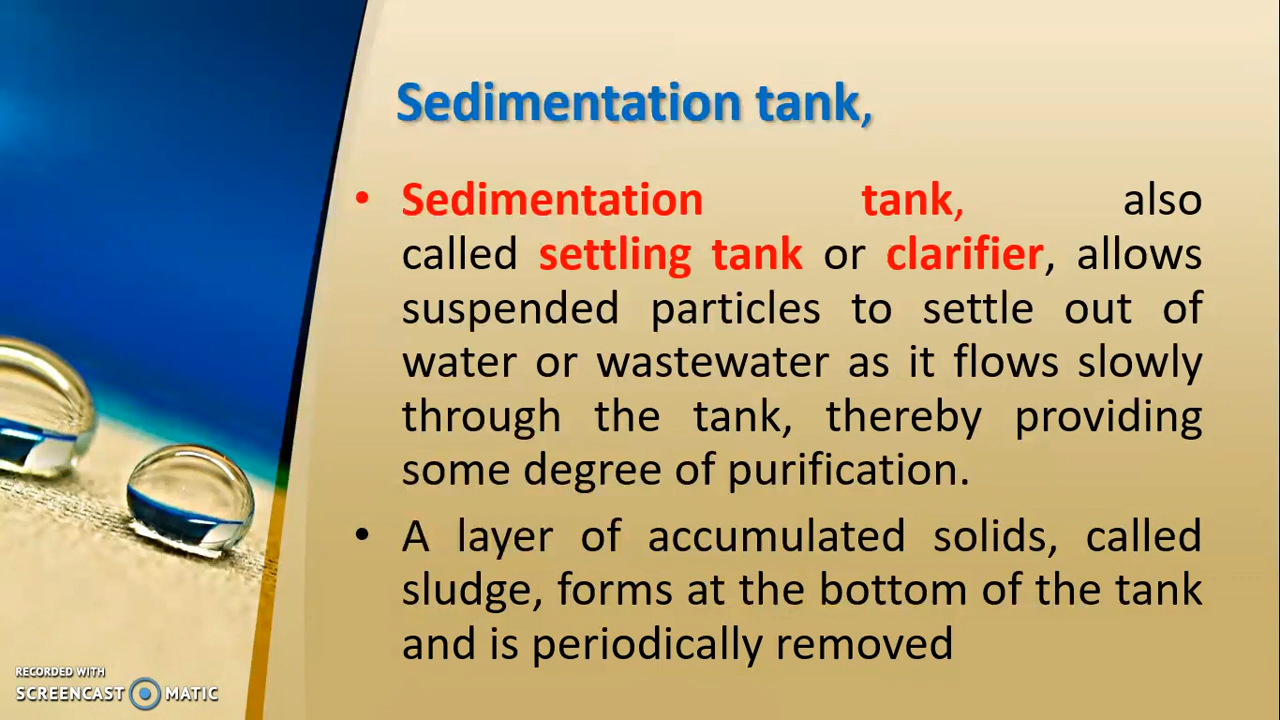 Sedimentation tank,
• Sedimentation tank, also
called settling tank or clarifier, allows
suspended particles to settle out of
water or wastewater as it flows slowly
through the tank, thereby providing
some degree of purification.
• A layer of accumulated solids, called
sludge, forms at the bottom of the tank
and is periodically removed
RECORDED WITH
SCREENCAST MATIC